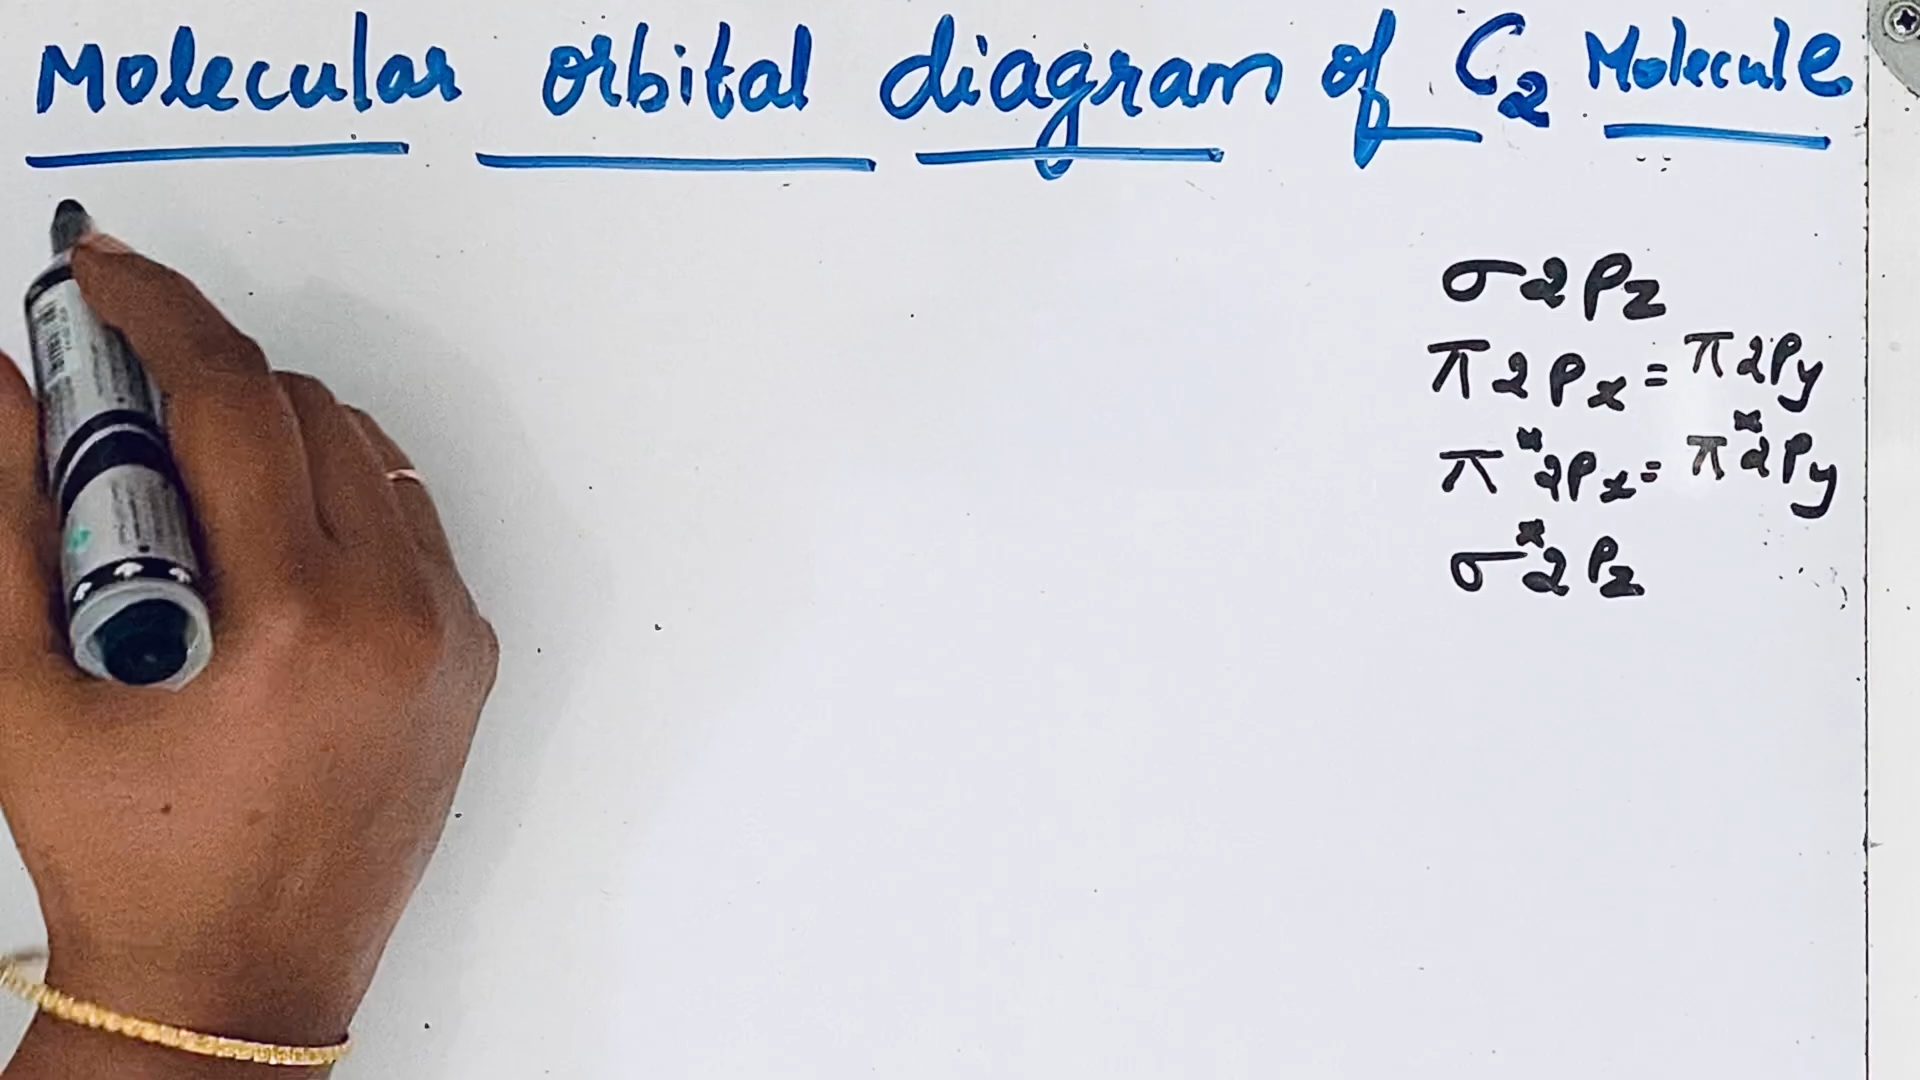 Molecular orbital diagram of C₂ Molecule
σ2Pz
π2Px = π2Py
π*2Px = π*2Py
σ*2Pz